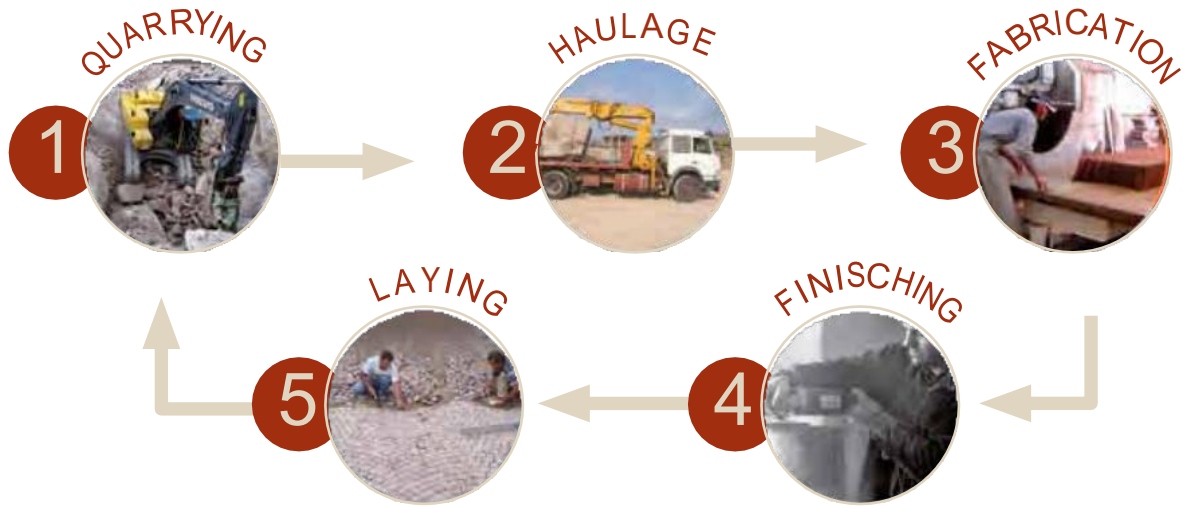 QUARRYING
1
HAULAGE
2
FABRICATION
3
FINISCHING
4
LAYING
5